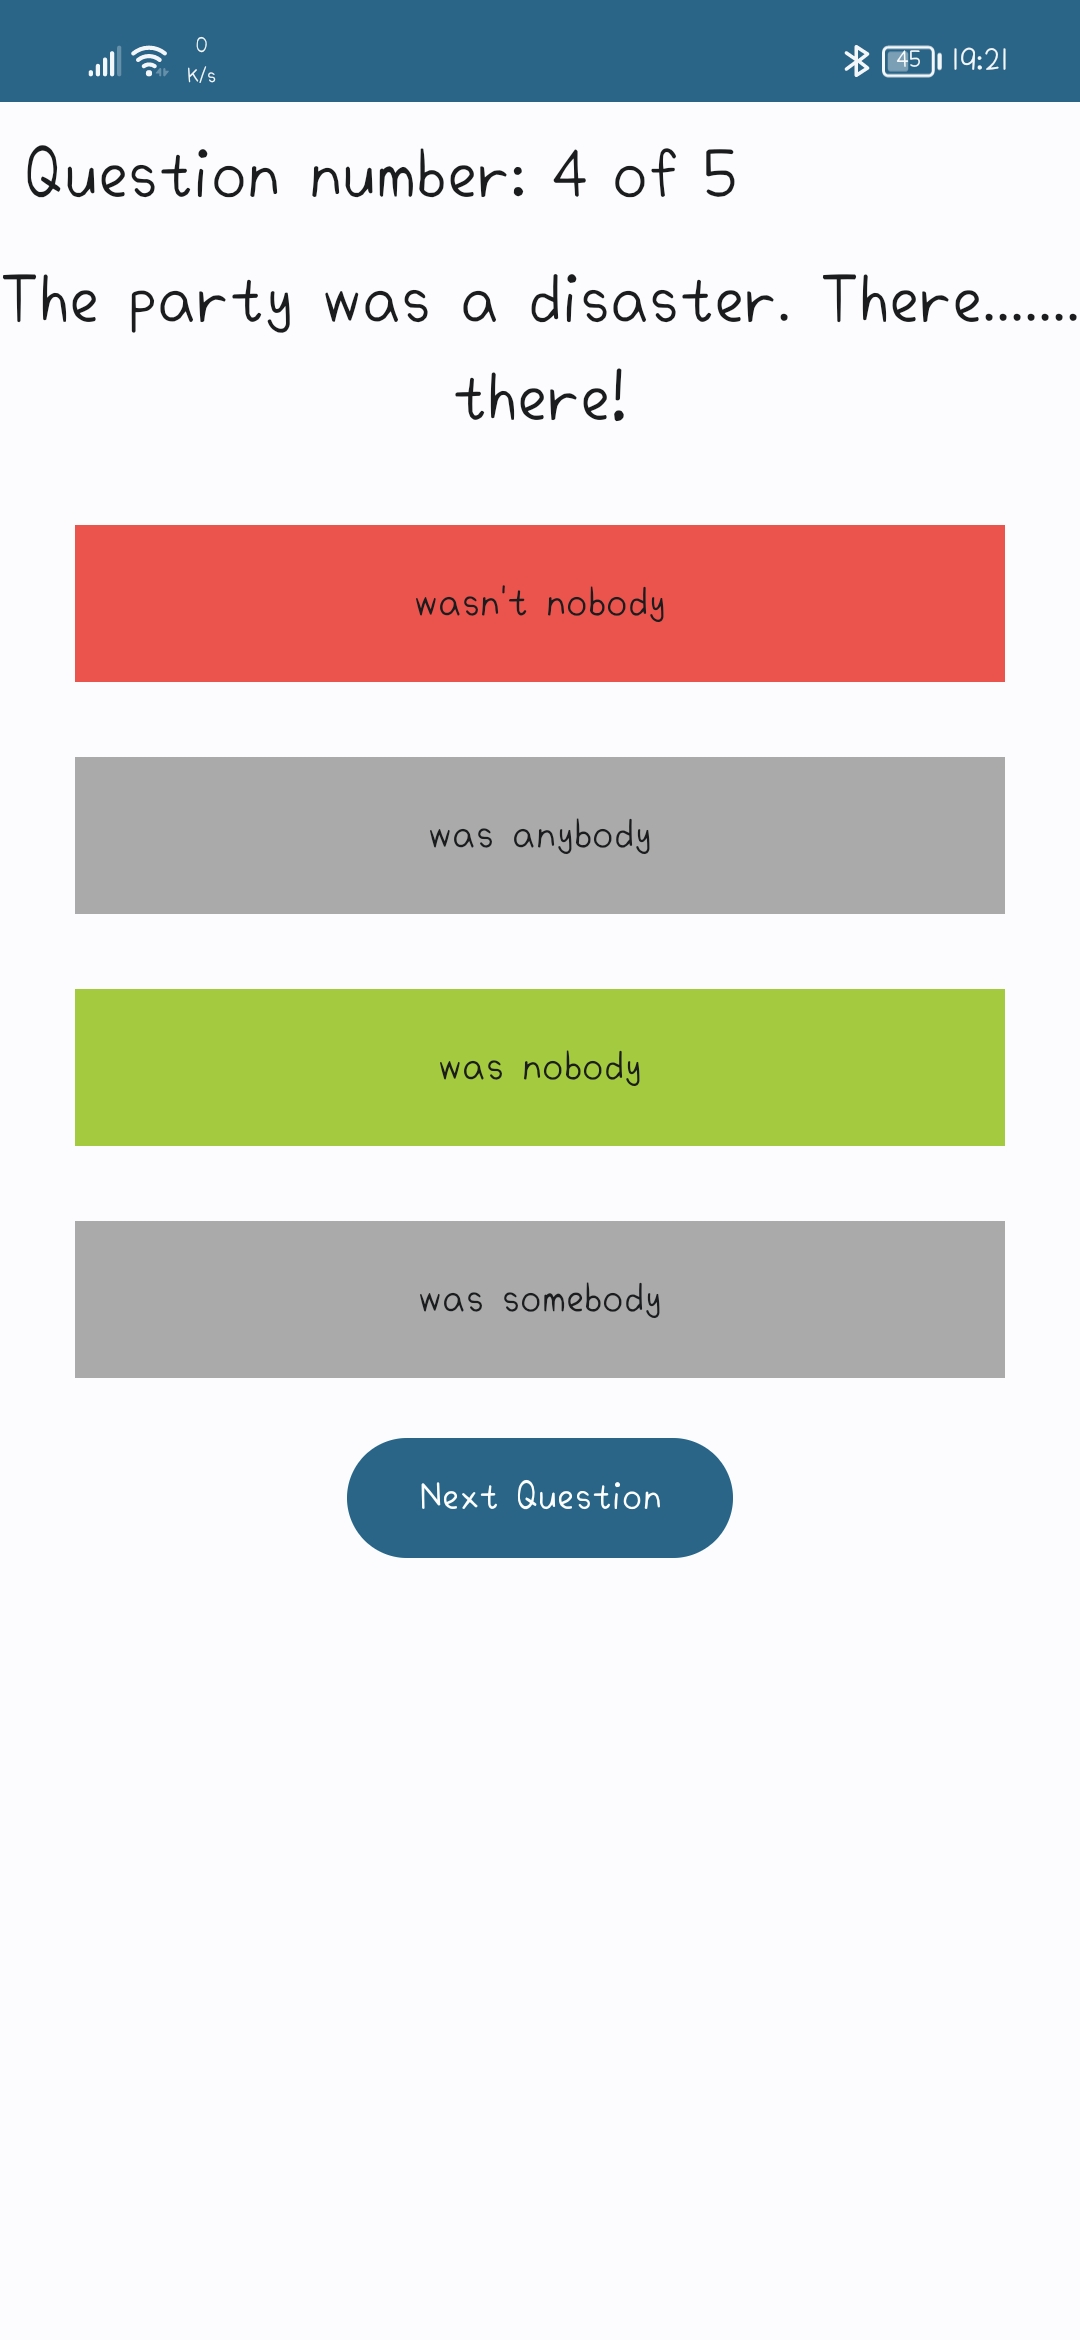 0
K/s
45
19:21
Question number: 4 of 5
The party was a disaster. There.......
there!
wasn't nobody
was anybody
was nobody
was somebody
Next Question